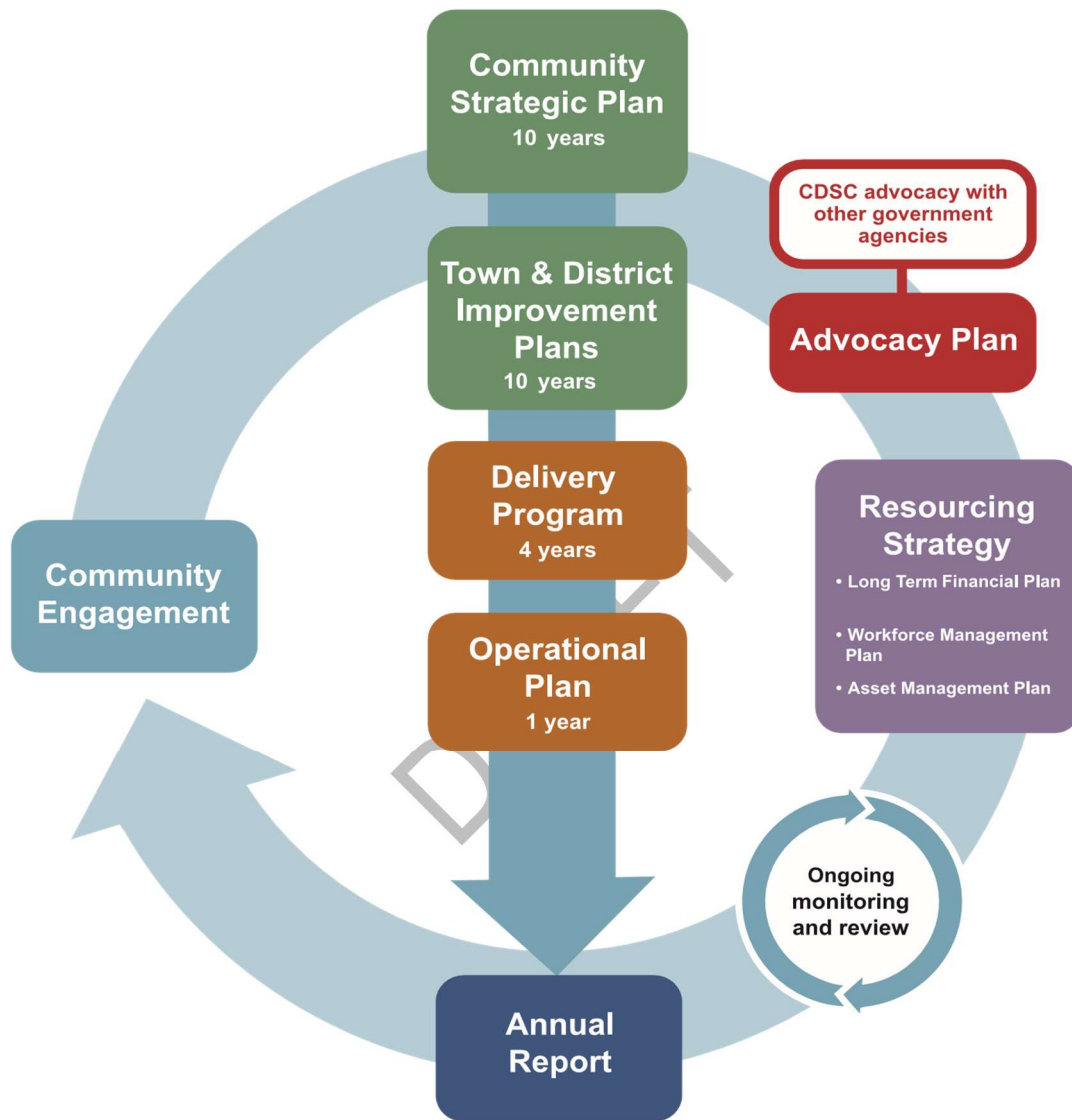 Community
Strategic Plan
10 years
CDSC advocacy with
other government
agencies
Town & District
Improvement
Plans
10 years
Advocacy Plan
Delivery
Program
4 years
Resourcing
Strategy
• Long Term Financial Plan
• Workforce Management
Plan
• Asset Management Plan
Community
Engagement
Operational
Plan
1 year
Ongoing
monitoring
and review
Annual
Report